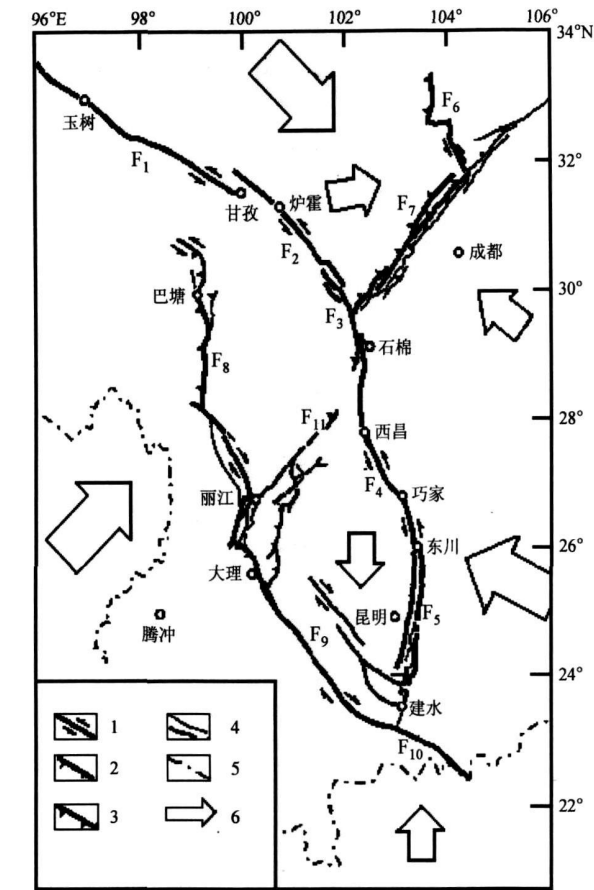 96°E 98° 100° 102° 104° 106°
34°N
F₆
玉树
F₁
32°
甘孜
炉霍
F₇
F₂
成都
巴塘
30°
F₃
石棉
F₈
F₁₁
28°
西昌
丽江
F₄
巧家
东川
26°
大理
昆明
F₅
腾冲
F₉
24°
建水
F₁₀
22°
1 4
2 5
3 6